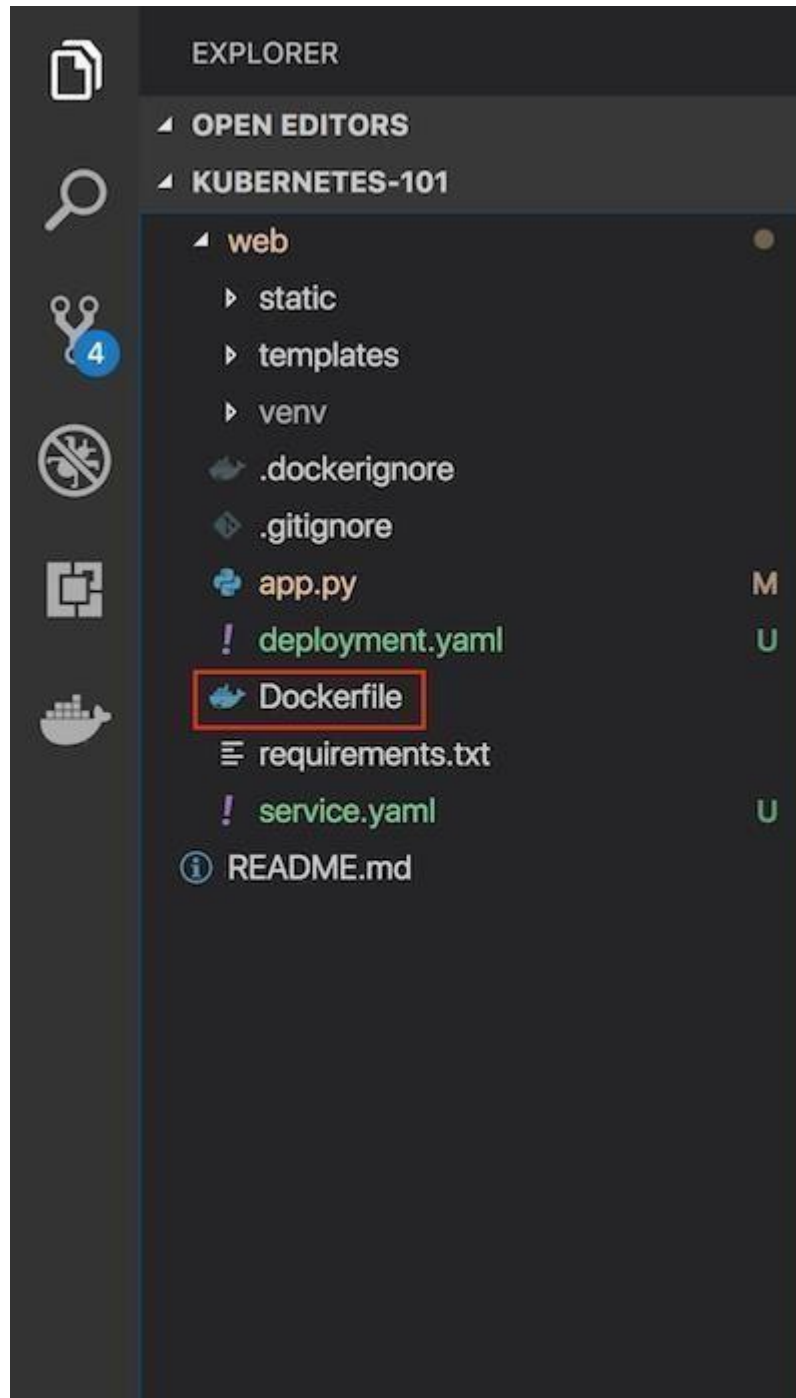 EXPLORER
OPEN EDITORS
KUBERNETES-101
web
static
templates
venv
4
.dockerignore
.gitignore
app.py M
! deployment.yaml U
Dockerfile
requirements.txt
! service.yaml U
README.md